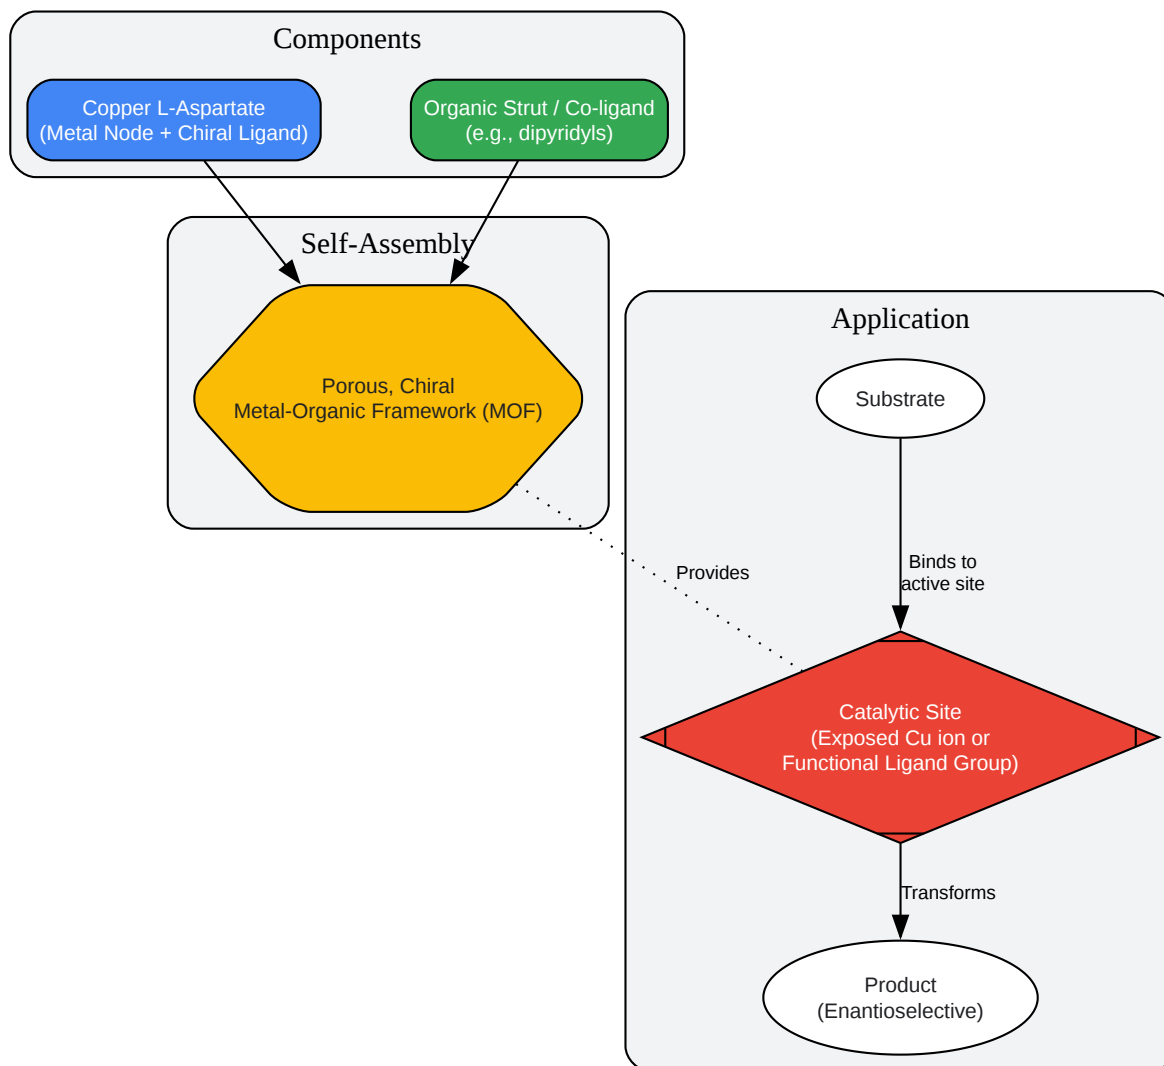 Components
Copper L-Aspartate
(Metal Node + Chiral Ligand)
Organic Strut / Co-ligand
(e.g., dipyridyls)
Self-Assembly
Porous, Chiral
Metal-Organic Framework (MOF)
Application
Substrate
Provides
Binds to
active site
Catalytic Site
(Exposed Cu ion or
Functional Ligand Group)
Transforms
Product
(Enantioselective)